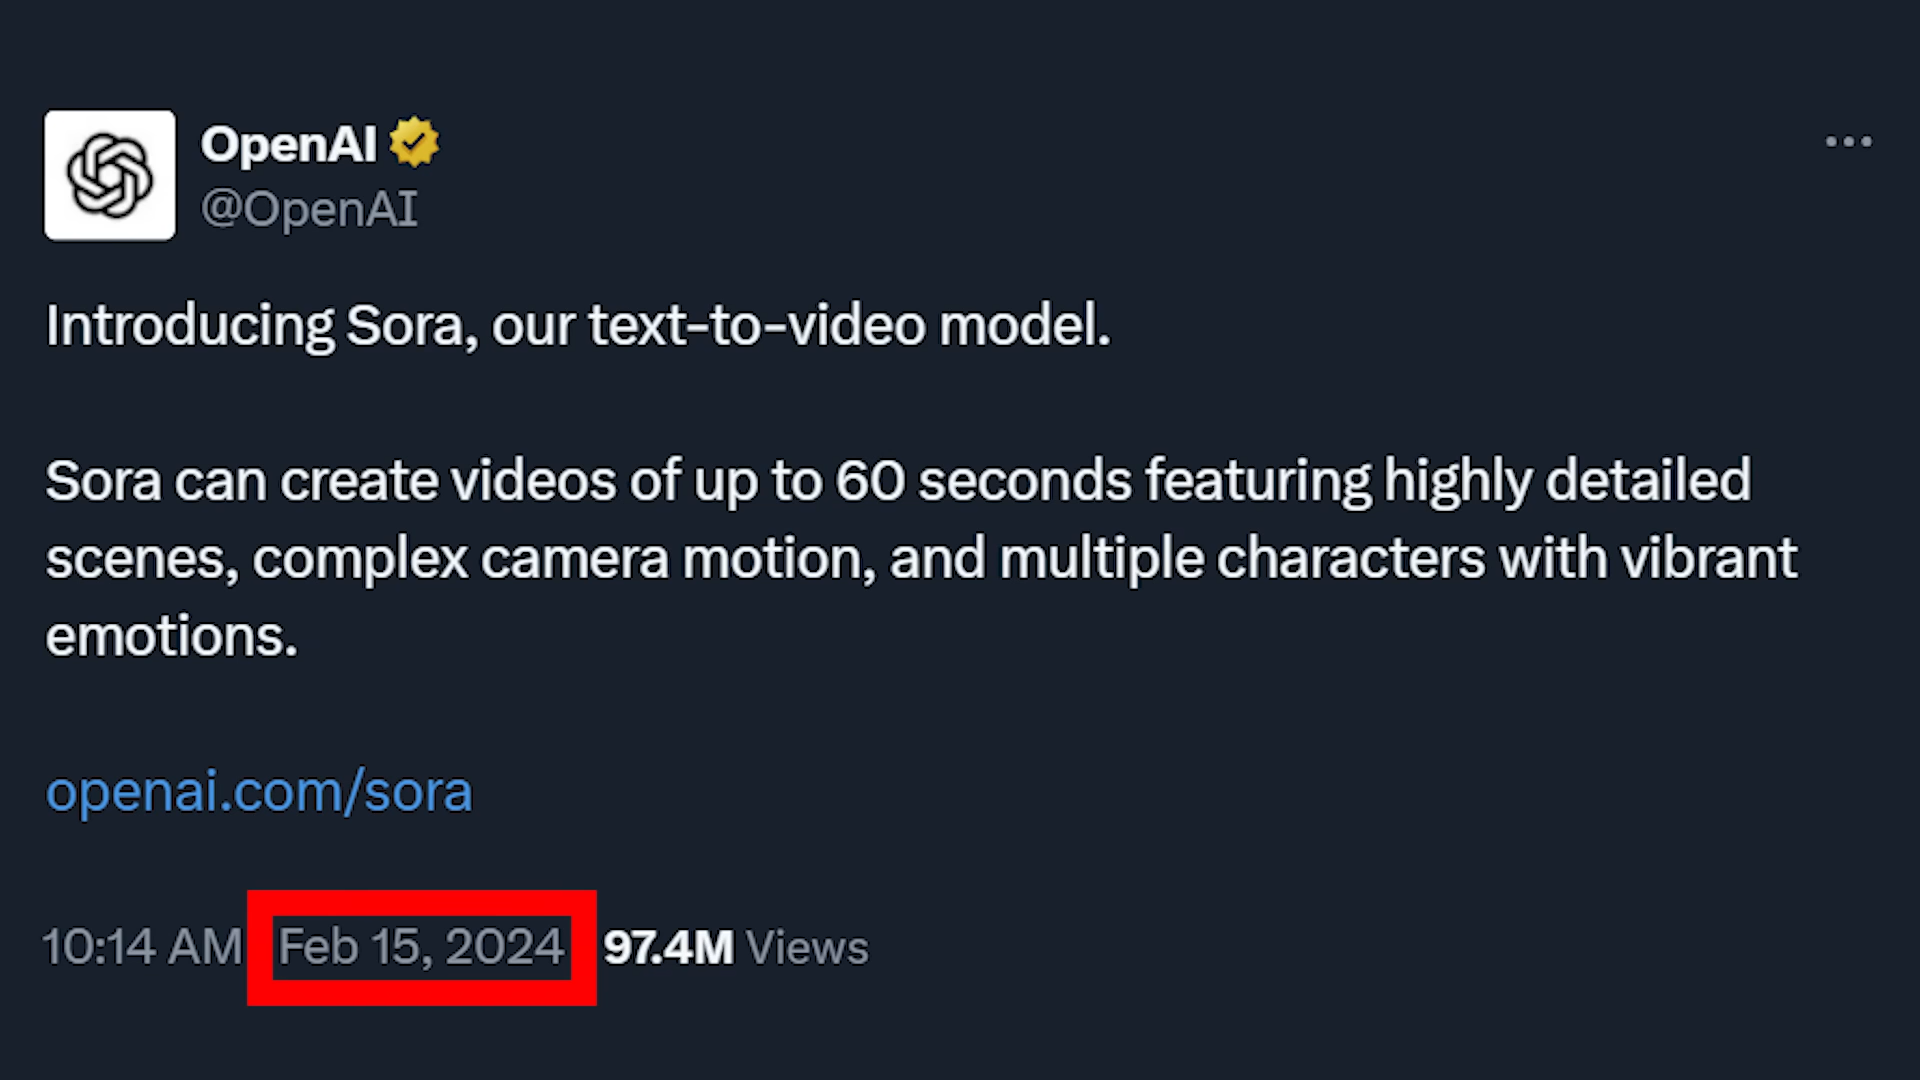 OpenAI
@OpenAI
Introducing Sora, our text-to-video model.
Sora can create videos of up to 60 seconds featuring highly detailed
scenes, complex camera motion, and multiple characters with vibrant
emotions.
openai.com/sora
10:14 AM Feb 15, 2024 97.4M Views